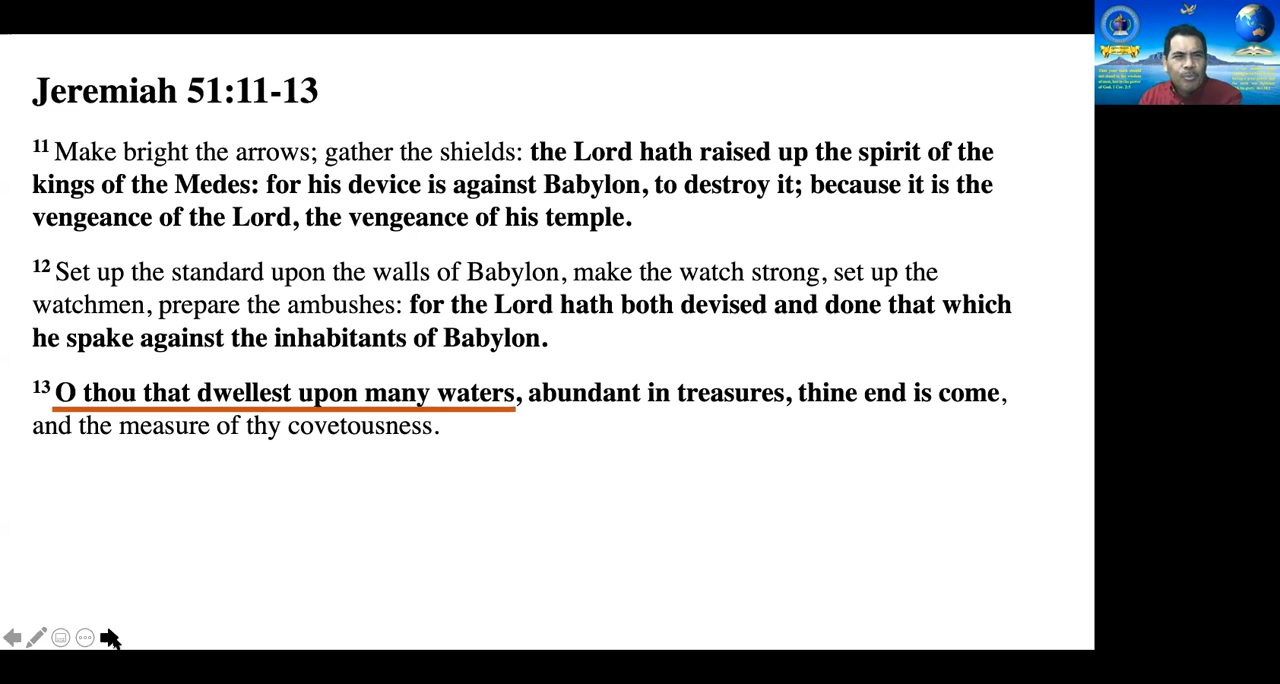 Jeremiah 51:11-13
11 Make bright the arrows; gather the shields: the Lord hath raised up the spirit of the
kings of the Medes: for his device is against Babylon, to destroy it; because it is the
vengeance of the Lord, the vengeance of his temple.
12 Set up the standard upon the walls of Babylon, make the watch strong, set up the
watchmen, prepare the ambushes: for the Lord hath both devised and done that which
he spake against the inhabitants of Babylon.
13 O thou that dwellest upon many waters, abundant in treasures, thine end is come,
and the measure of thy covetousness.